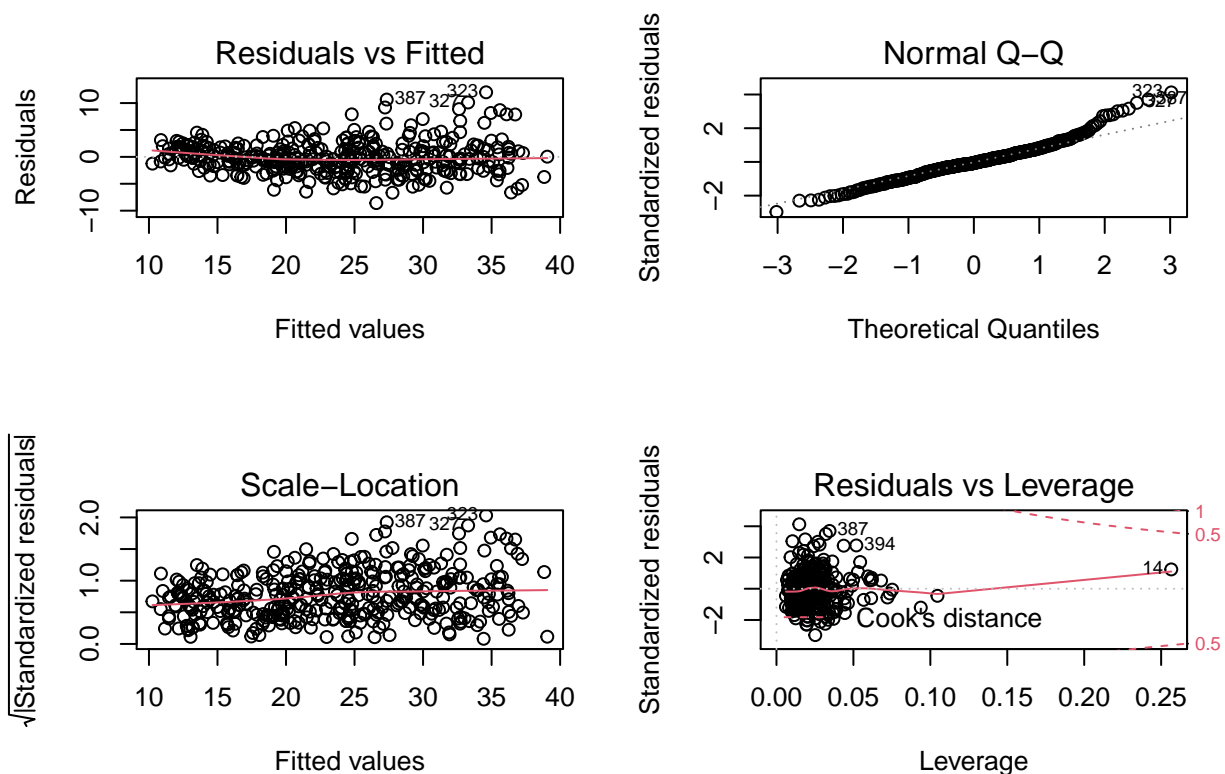 Residuals vs Fitted
Residuals
−10
0
10
387
327
323
10 15 20 25 30 35 40
Fitted values
Normal Q−Q
Standardized residuals
−2
2
323
327
387
−3 −2 −1 0 1 2 3
Theoretical Quantiles
Scale−Location
√|Standardized residuals|
0.0
1.0
2.0
387
327
323
10 15 20 25 30 35 40
Fitted values
Residuals vs Leverage
Standardized residuals
−2
2
387
394
14
Cook's distance
1
0.5
0.5
0.00 0.05 0.10 0.15 0.20 0.25
Leverage